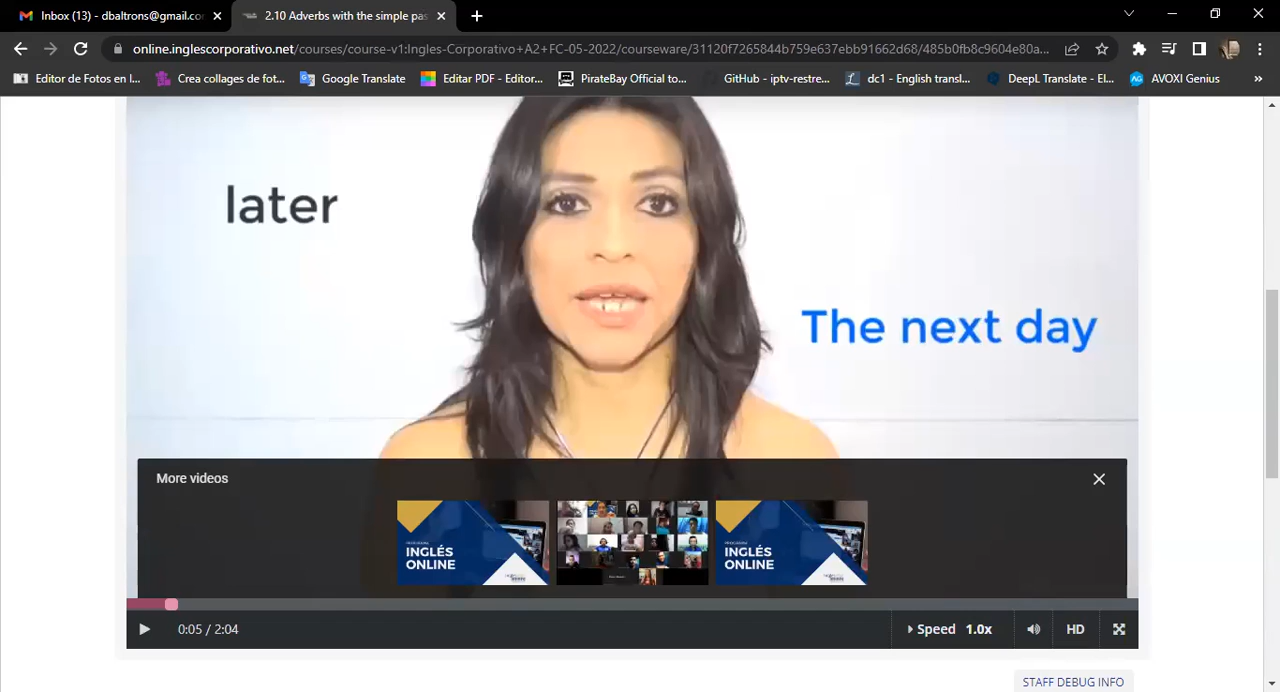 Inbox (13) - dbaltrons@gmail.co
2.10 Adverbs with the simple pas
online.inglescorporativo.net/courses/course-v1:Ingles-Corporativo+A2+FC-05-2022/courseware/31120f7265844b759e637ebb91662d68/485b0fb8c9604e80a...
Editor de Fotos en l...
Crea collages de fot...
Google Translate
Editar PDF - Editor...
PirateBay Official to...
GitHub - iptv-restre...
dc1 - English transl...
DeepL Translate - El...
AVOXI Genius
later
The next day
More videos
INGLÉS
ONLINE
INGLÉS
ONLINE
0:05 / 2:04
Speed 1.0x
HD
STAFF DEBUG INFO